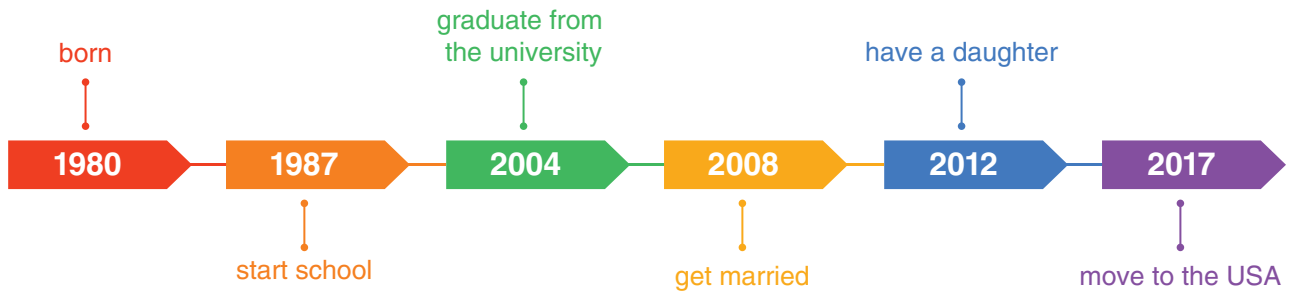 born
1980
1987
start school
graduate from
the university
2004
2008
get married
have a daughter
2012
2017
move to the USA